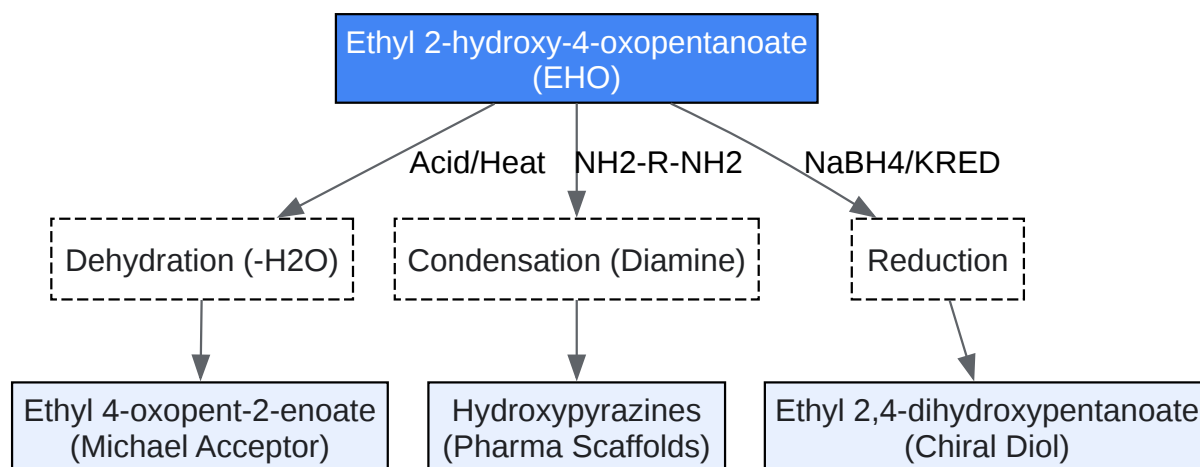 Ethyl 2-hydroxy-4-oxopentanoate
(EHO)
Acid/Heat
NH2-R-NH2
NaBH4/KRED
Dehydration (-H2O)
Condensation (Diamine)
Reduction
Ethyl 4-oxopent-2-enoate
(Michael Acceptor)
Hydroxypyrazines
(Pharma Scaffolds)
Ethyl 2,4-dihydroxypentanoate
(Chiral Diol)